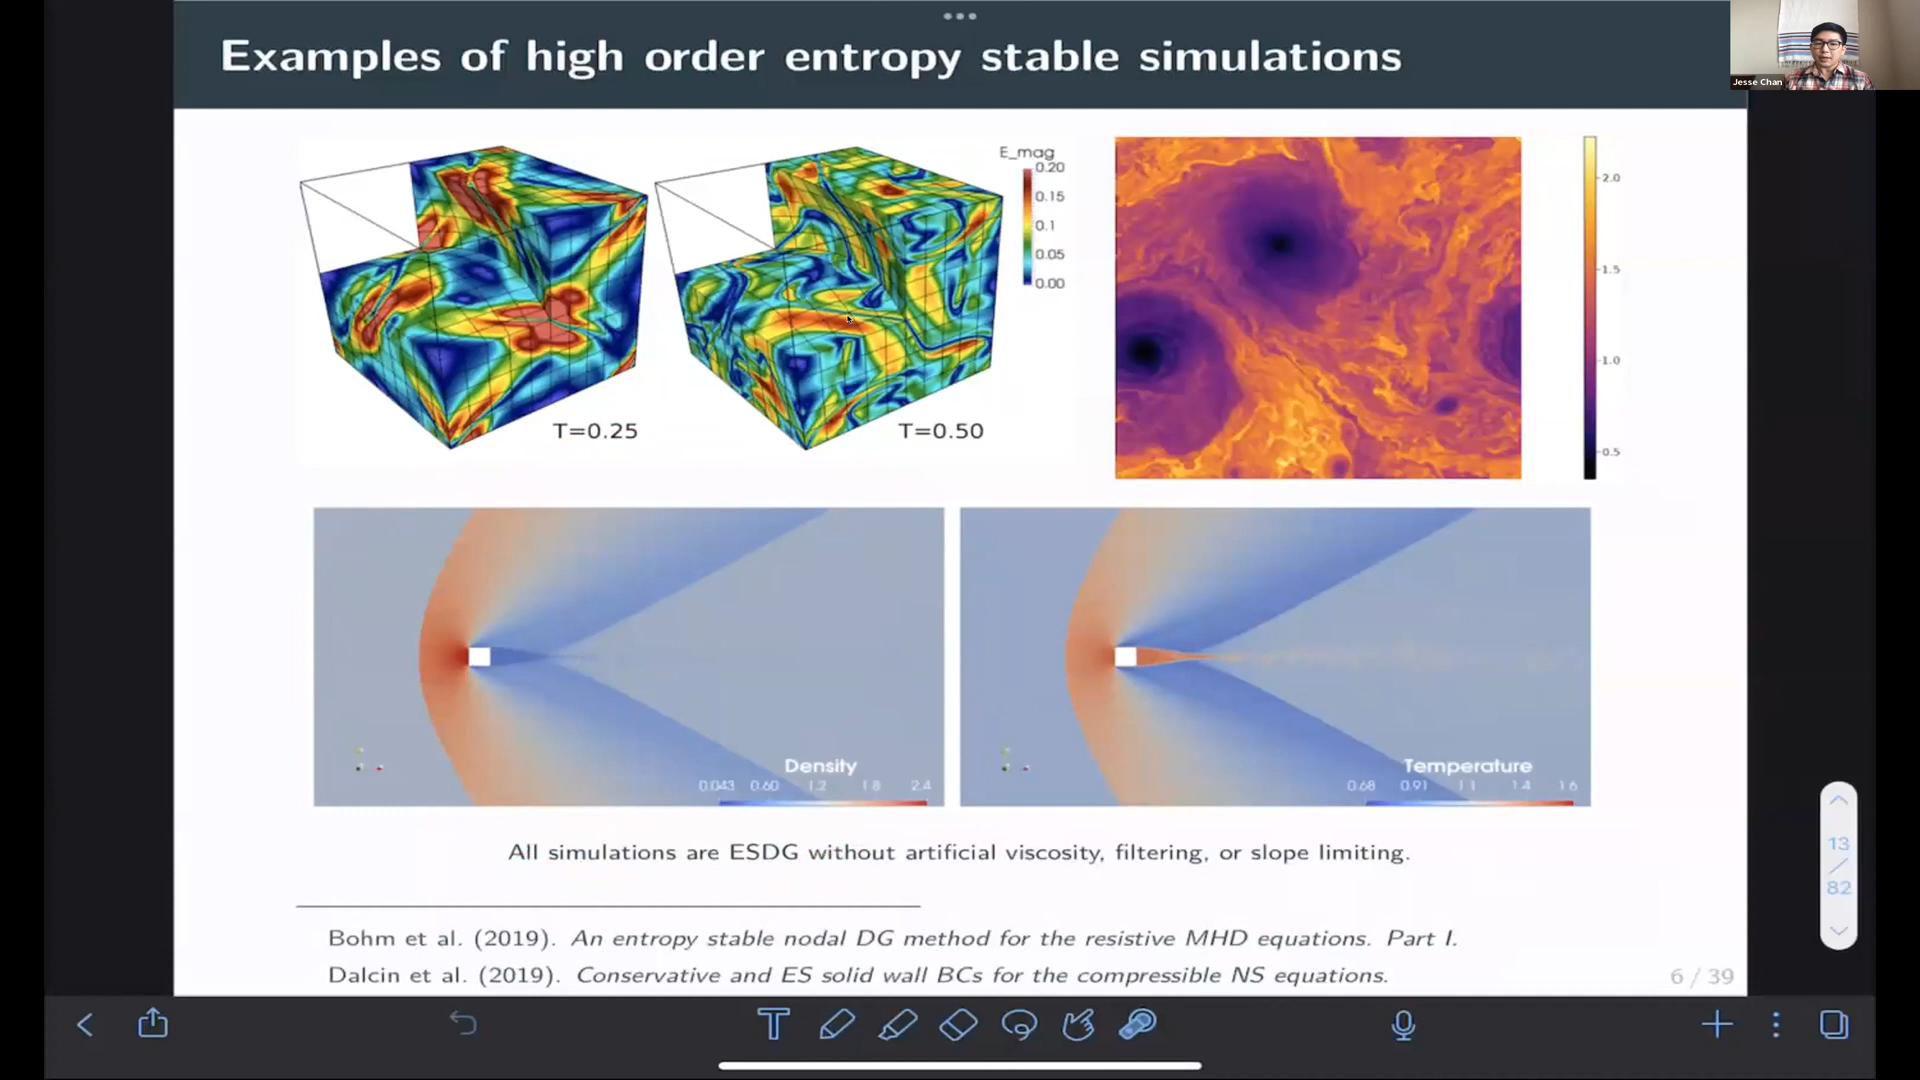 Examples of high order entropy stable simulations
Jesse Chan
E_mag
0.20
0.15
0.1
0.05
0.00
T=0.25
T=0.50
2.0
1.5
1.0
0.5
Density
0.043 0.60 1.2 1.8 2.4
Temperature
0.68 0.91 1.1 1.4 1.6
All simulations are ESDG without artificial viscosity, filtering, or slope limiting.
Bohm et al. (2019). An entropy stable nodal DG method for the resistive MHD equations. Part I.
Dalcin et al. (2019). Conservative and ES solid wall BCs for the compressible NS equations.
6 / 39
13
/
82